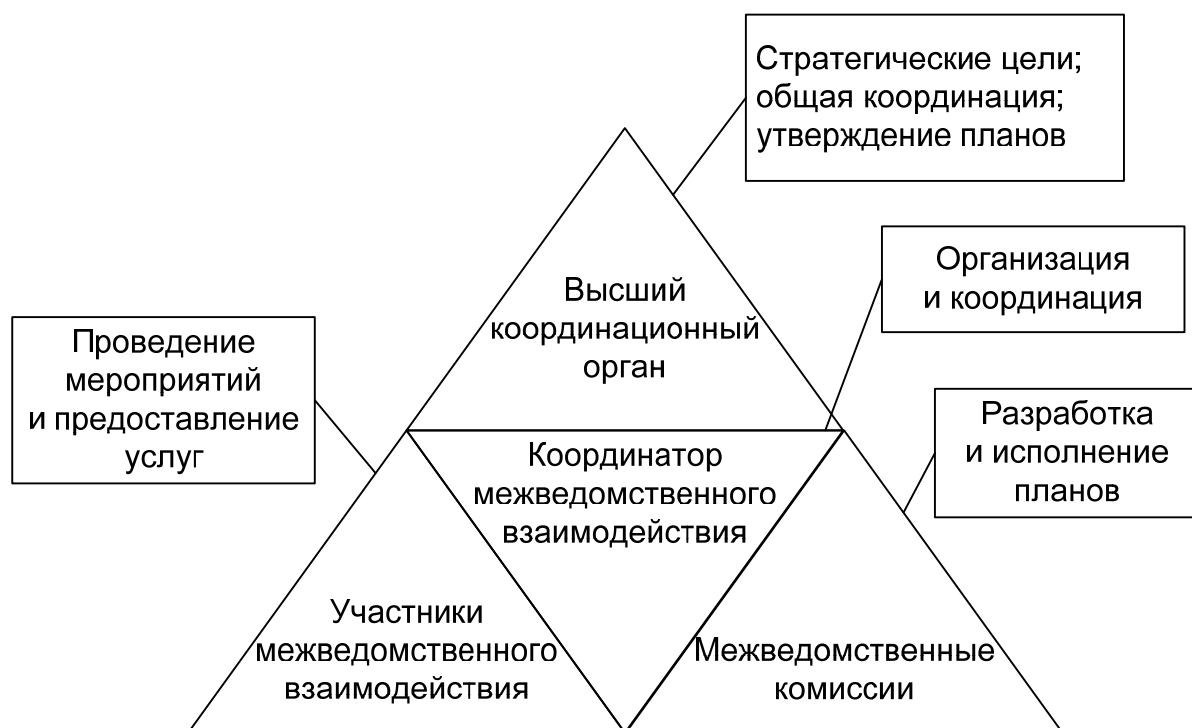 Стратегические цели;
общая координация;
утверждение планов
Организация
и координация
Высший
координационный
орган
Проведение
мероприятий
и предоставление
услуг
Разработка
и исполнение
планов
Координатор
межведомственного
взаимодействия
Участники
межведомственного
взаимодействия
Межведомственные
комиссии